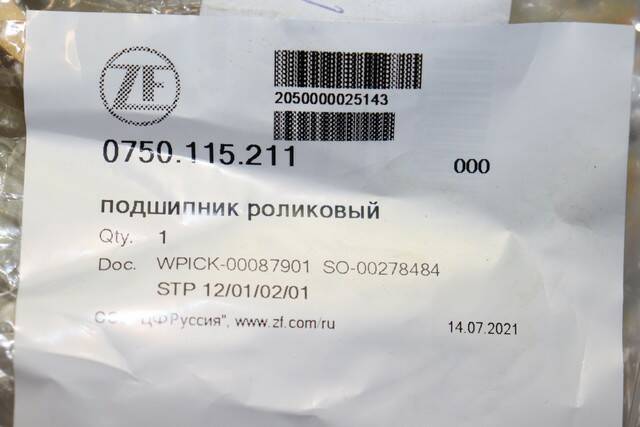 ZF
2050000025143
0750.115.211 000
подшипник роликовый
Qty. 1
Doc. WPICK-00087901 SO-00278484
STP 12/01/02/01
Руссия", www.zf.com/ru 14.07.2021